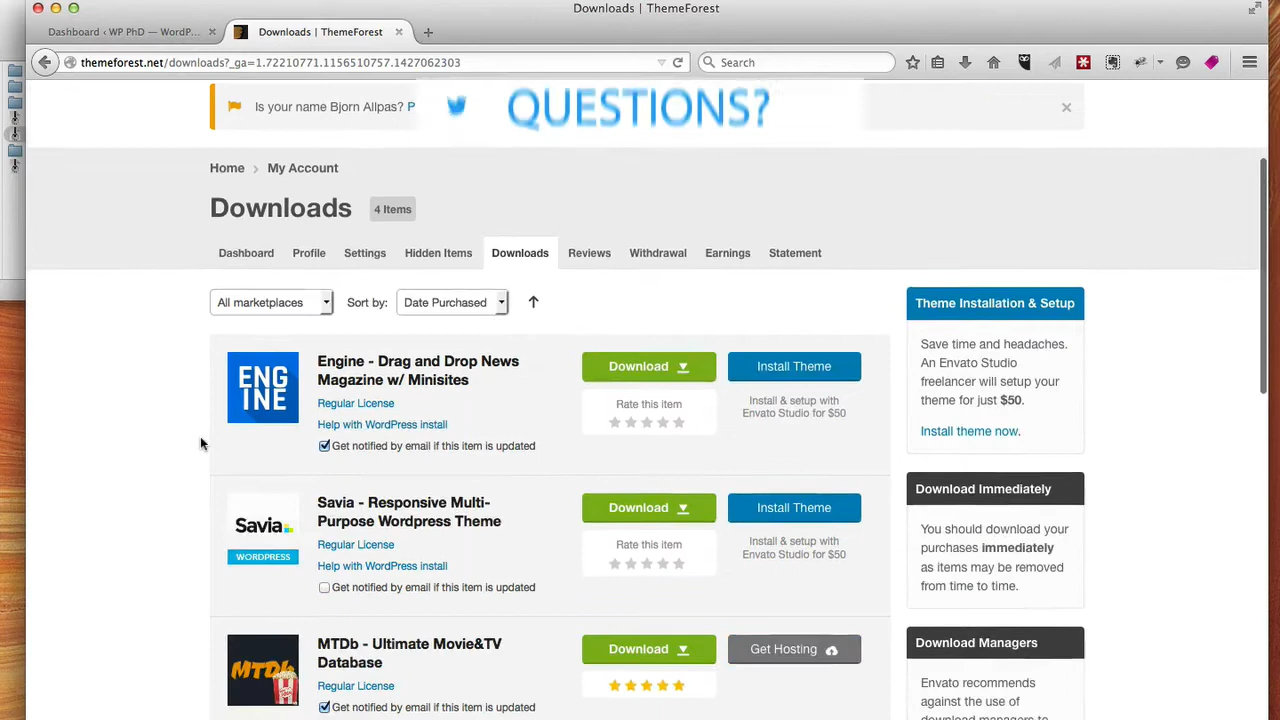 Downloads | ThemeForest
Dashboard ‹ WP PhD — WordP...
Downloads | ThemeForest
themeforest.net/downloads?_ga=1.72210771.1156510757.1427062303
Search
Is your name Bjorn Allpas? P
QUESTIONS?
Home
My Account
Downloads
4 Items
Dashboard
Profile
Settings
Hidden Items
Downloads
Reviews
Withdrawal
Earnings
Statement
All marketplaces
Sort by:
Date Purchased
ENG
INE
Engine - Drag and Drop News
Magazine w/ Minisites
Regular License
Help with WordPress install
Get notified by email if this item is updated
Download
Rate this item
Install Theme
Install & setup with
Envato Studio for $50
Savia
WORDPRESS
Savia - Responsive Multi-
Purpose Wordpress Theme
Regular License
Help with WordPress install
Get notified by email if this item is updated
Download
Rate this item
Install Theme
Install & setup with
Envato Studio for $50
MTDb
MTDb - Ultimate Movie&TV
Database
Regular License
Get notified by email if this item is updated
Download
Get Hosting
Theme Installation & Setup
Save time and headaches.
An Envato Studio
freelancer will setup your
theme for just $50.
Install theme now.
Download Immediately
You should download your
purchases immediately
as items may be removed
from time to time.
Download Managers
Envato recommends
against the use of
download managers to